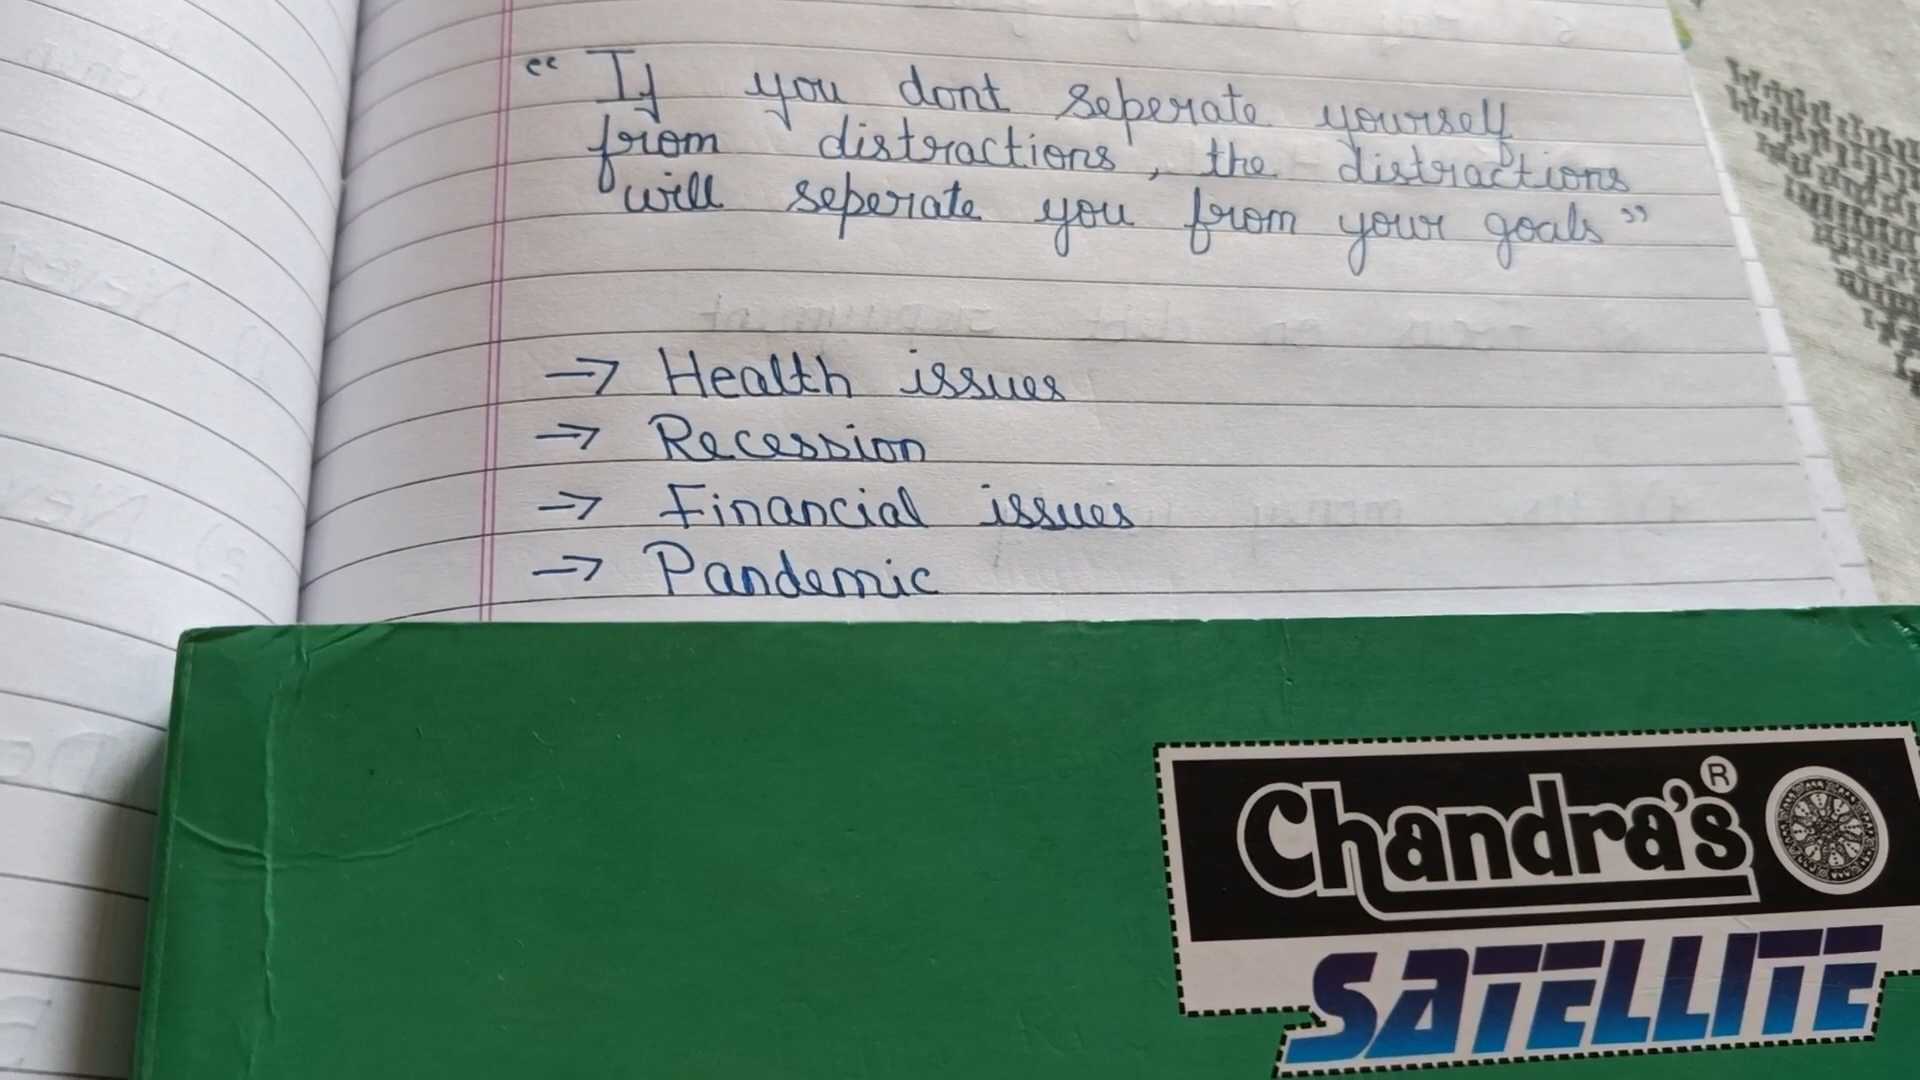 “ If you dont seperate yourself
from distractions, the distractions
will seperate you from your goals ”
→ Health issues
→ Recession
→ Financial issues
→ Pandemic
Chandra's ®
SATELLITE